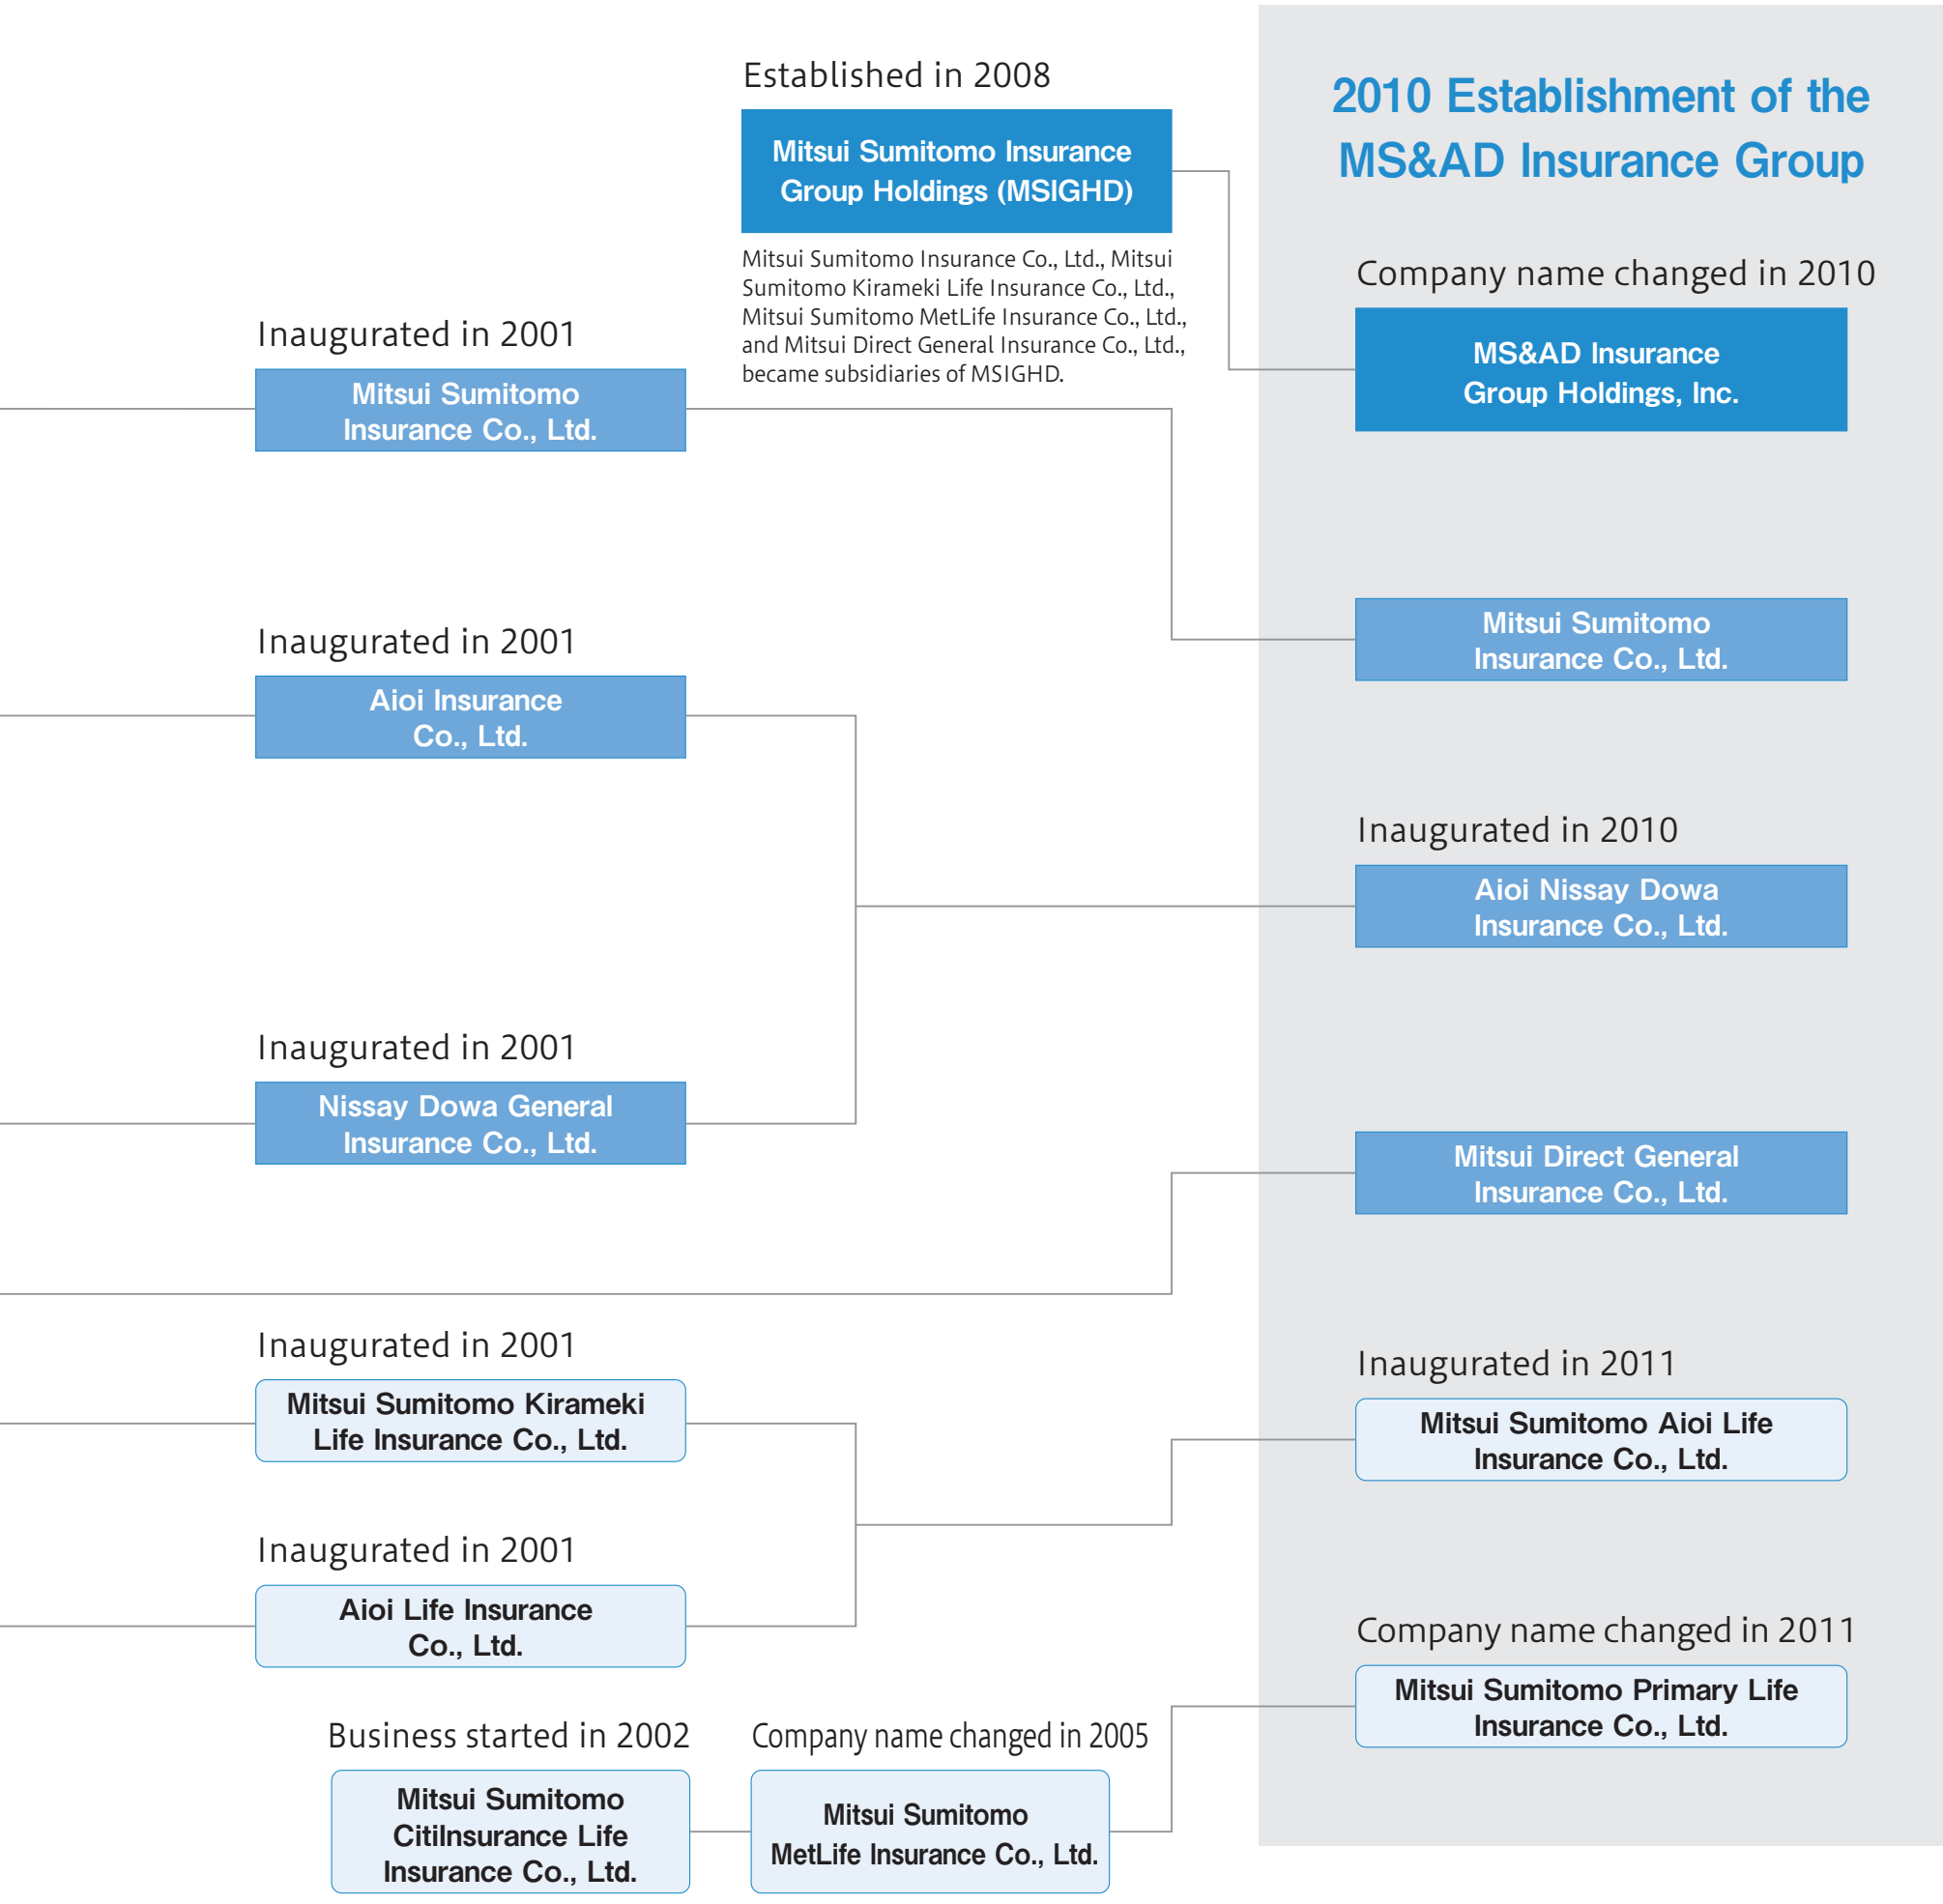 Established in 2008
Mitsui Sumitomo Insurance
Group Holdings (MSIGHD)
Mitsui Sumitomo Insurance Co., Ltd., Mitsui
Sumitomo Kirameki Life Insurance Co., Ltd.,
Mitsui Sumitomo MetLife Insurance Co., Ltd.,
and Mitsui Direct General Insurance Co., Ltd.,
became subsidiaries of MSIGHD.
2010 Establishment of the
MS&AD Insurance Group
Company name changed in 2010
MS&AD Insurance
Group Holdings, Inc.
Inaugurated in 2001
Mitsui Sumitomo
Insurance Co., Ltd.
Mitsui Sumitomo
Insurance Co., Ltd.
Inaugurated in 2001
Aioi Insurance
Co., Ltd.
Inaugurated in 2010
Aioi Nissay Dowa
Insurance Co., Ltd.
Inaugurated in 2001
Nissay Dowa General
Insurance Co., Ltd.
Mitsui Direct General
Insurance Co., Ltd.
Inaugurated in 2001
Mitsui Sumitomo Kirameki
Life Insurance Co., Ltd.
Inaugurated in 2011
Mitsui Sumitomo Aioi Life
Insurance Co., Ltd.
Inaugurated in 2001
Aioi Life Insurance
Co., Ltd.
Company name changed in 2011
Mitsui Sumitomo Primary Life
Insurance Co., Ltd.
Business started in 2002
Mitsui Sumitomo
CitiInsurance Life
Insurance Co., Ltd.
Company name changed in 2005
Mitsui Sumitomo
MetLife Insurance Co., Ltd.